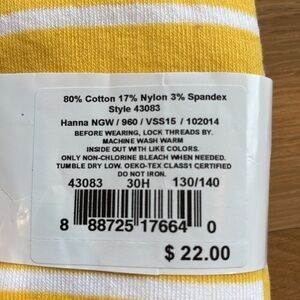 80% Cotton 17% Nylon 3% Spandex
Style 43083
Hanna NGW / 960 / VSS15 / 102014
BEFORE WEARING, LOCK THREADS BY.
MACHINE WASH WARM
INSIDE OUT WITH LIKE COLORS.
ONLY NON-CHLORINE BLEACH WHEN NEEDED.
TUMBLE DRY LOW. OEKO-TEX CLASS1 CERTIFIED
DO NOT IRON.
43083 30H 130/140
8 88725 17664 0
$ 22.00